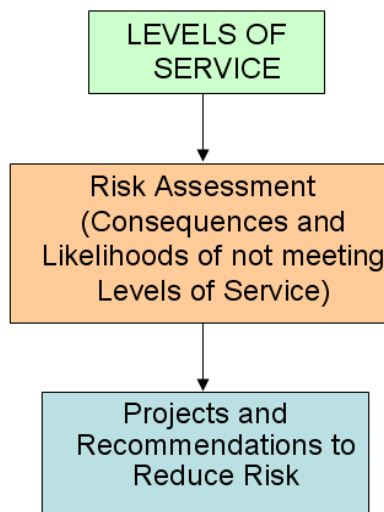 LEVELS OF
SERVICE
Risk Assessment
(Consequences and
Likelihoods of not meeting
Levels of Service)
Projects and
Recommendations to
Reduce Risk